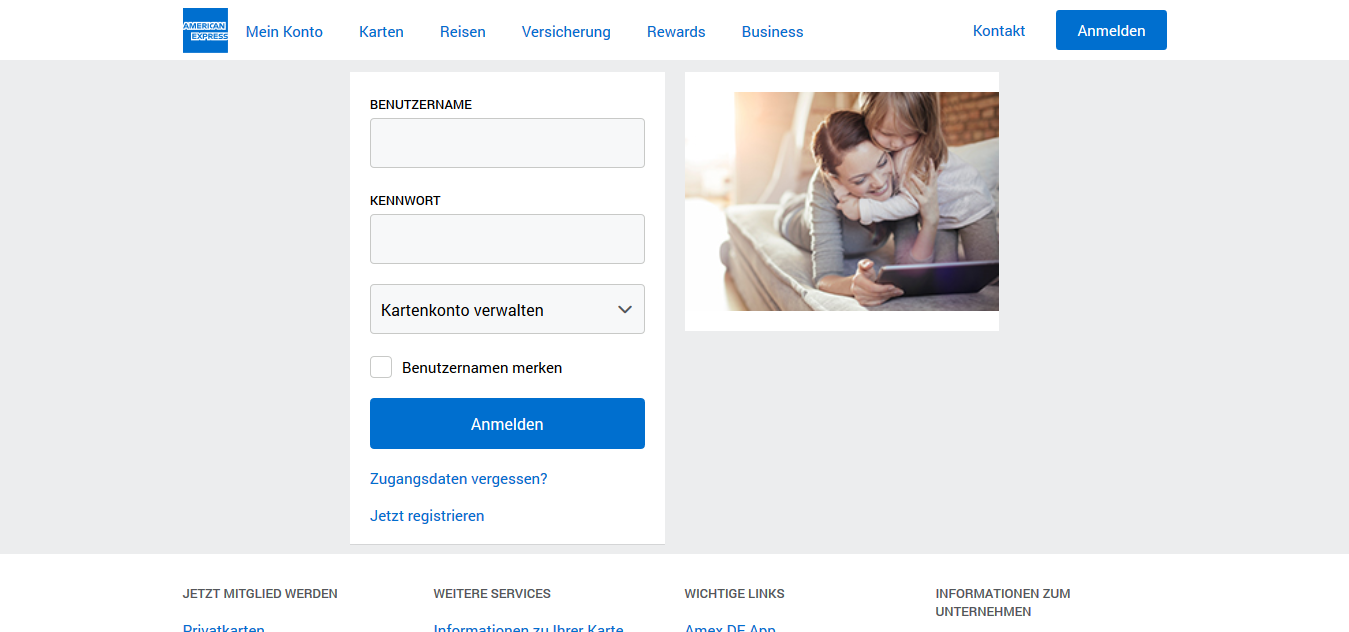 AMERICAN
EXPRESS
Mein Konto
Karten
Reisen
Versicherung
Rewards
Business
Kontakt
Anmelden
BENUTZERNAME
KENNWORT
Kartenkonto verwalten
Benutzernamen merken
Anmelden
Zugangsdaten vergessen?
Jetzt registrieren
JETZT MITGLIED WERDEN
Privatkarten
WEITERE SERVICES
Informationen zu Ihrer Karte
WICHTIGE LINKS
Amex DE App
INFORMATIONEN ZUM
UNTERNEHMEN